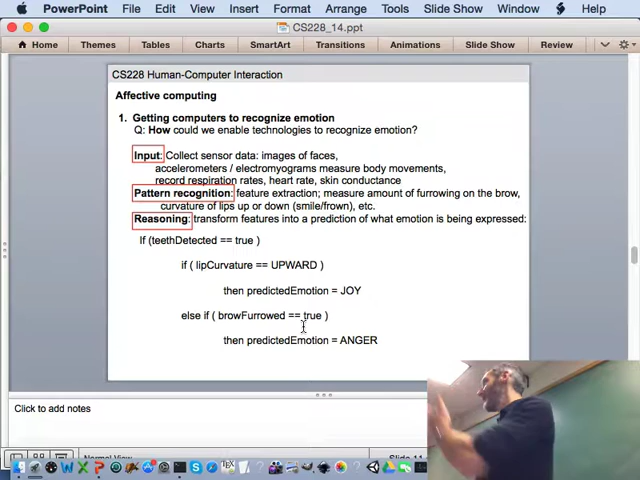 PowerPoint File Edit View Insert Format Arrange Tools Slide Show Window Help
CS228_14.ppt
Home Themes Tables Charts SmartArt Transitions Animations Slide Show Review
CS228 Human-Computer Interaction
Affective computing
1. Getting computers to recognize emotion
Q: How could we enable technologies to recognize emotion?
Input: Collect sensor data: images of faces,
accelerometers / electromyograms measure body movements,
record respiration rates, heart rate, skin conductance
Pattern recognition: feature extraction; measure amount of furrowing on the brow,
curvature of lips up or down (smile/frown), etc.
Reasoning: transform features into a prediction of what emotion is being expressed:
If (teethDetected == true )
if ( lipCurvature == UPWARD )
then predictedEmotion = JOY
else if ( browFurrowed == true )
then predictedEmotion = ANGER
Click to add notes
Normal View
Slide 11